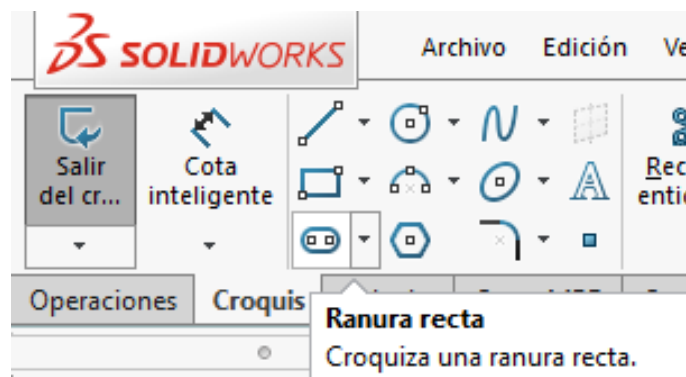 SOLIDWORKS
Archivo Edición
Salir
del cr...
Cota
inteligente
Operaciones Croquis
Ranura recta
Croquiza una ranura recta.